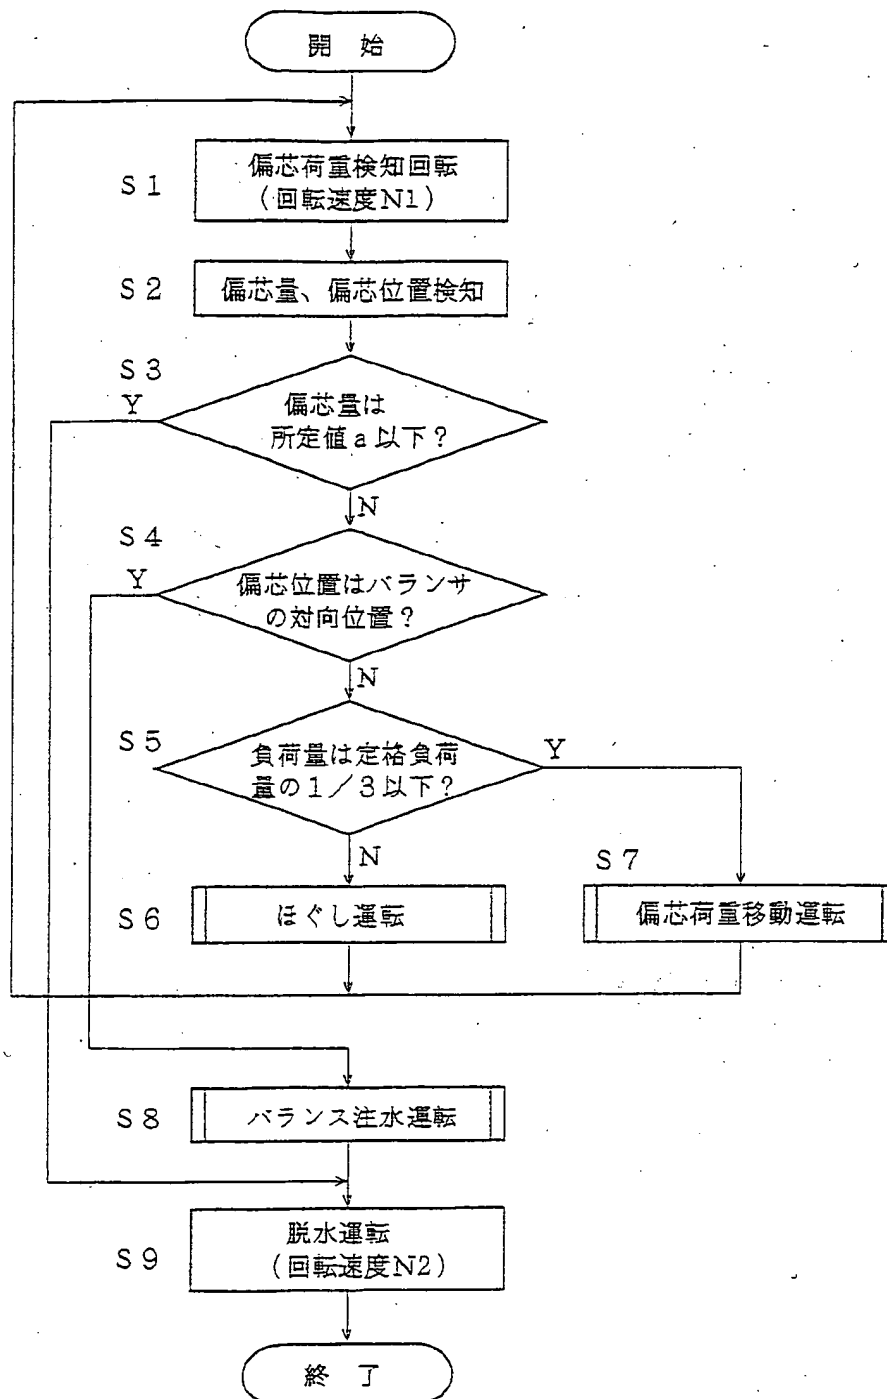 開 始
S1
偏芯荷重検知回転
(回転速度N1)
S2
偏芯量、偏芯位置検知
S3
Y
偏芯量は
所定値a以下?
N
S4
Y
偏芯位置はバランサ
の対向位置?
N
S5
負荷量は定格負荷
量の1/3以下?
Y
N
S7
S6
ほぐし運転
偏芯荷重移動運転
S8
バランス注水運転
S9
脱水運転
(回転速度N2)
終 了